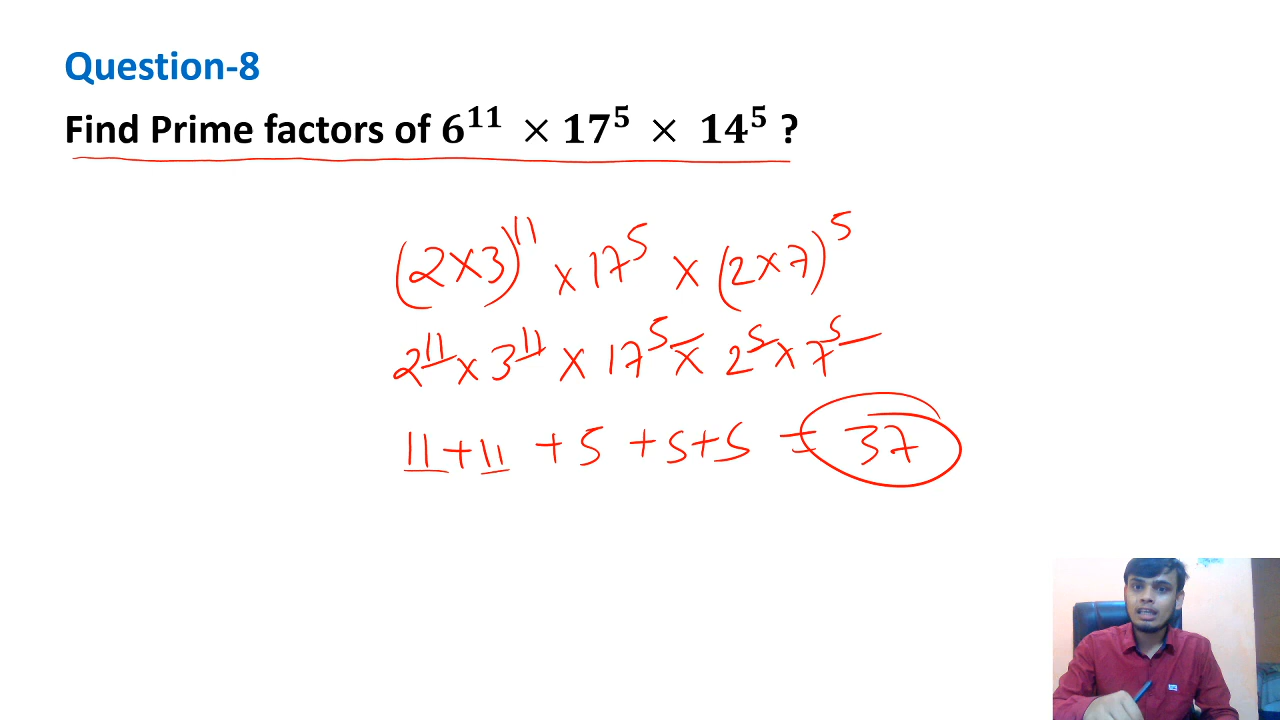 Question-8
Find Prime factors of 6¹¹ × 17⁵ × 14⁵ ?
(2×3)¹¹ × 17⁵ × (2×7)⁵
2¹¹ × 3¹¹ × 17⁵ × 2⁵ × 7⁵
11 + 11 + 5 + 5 + 5 = 37